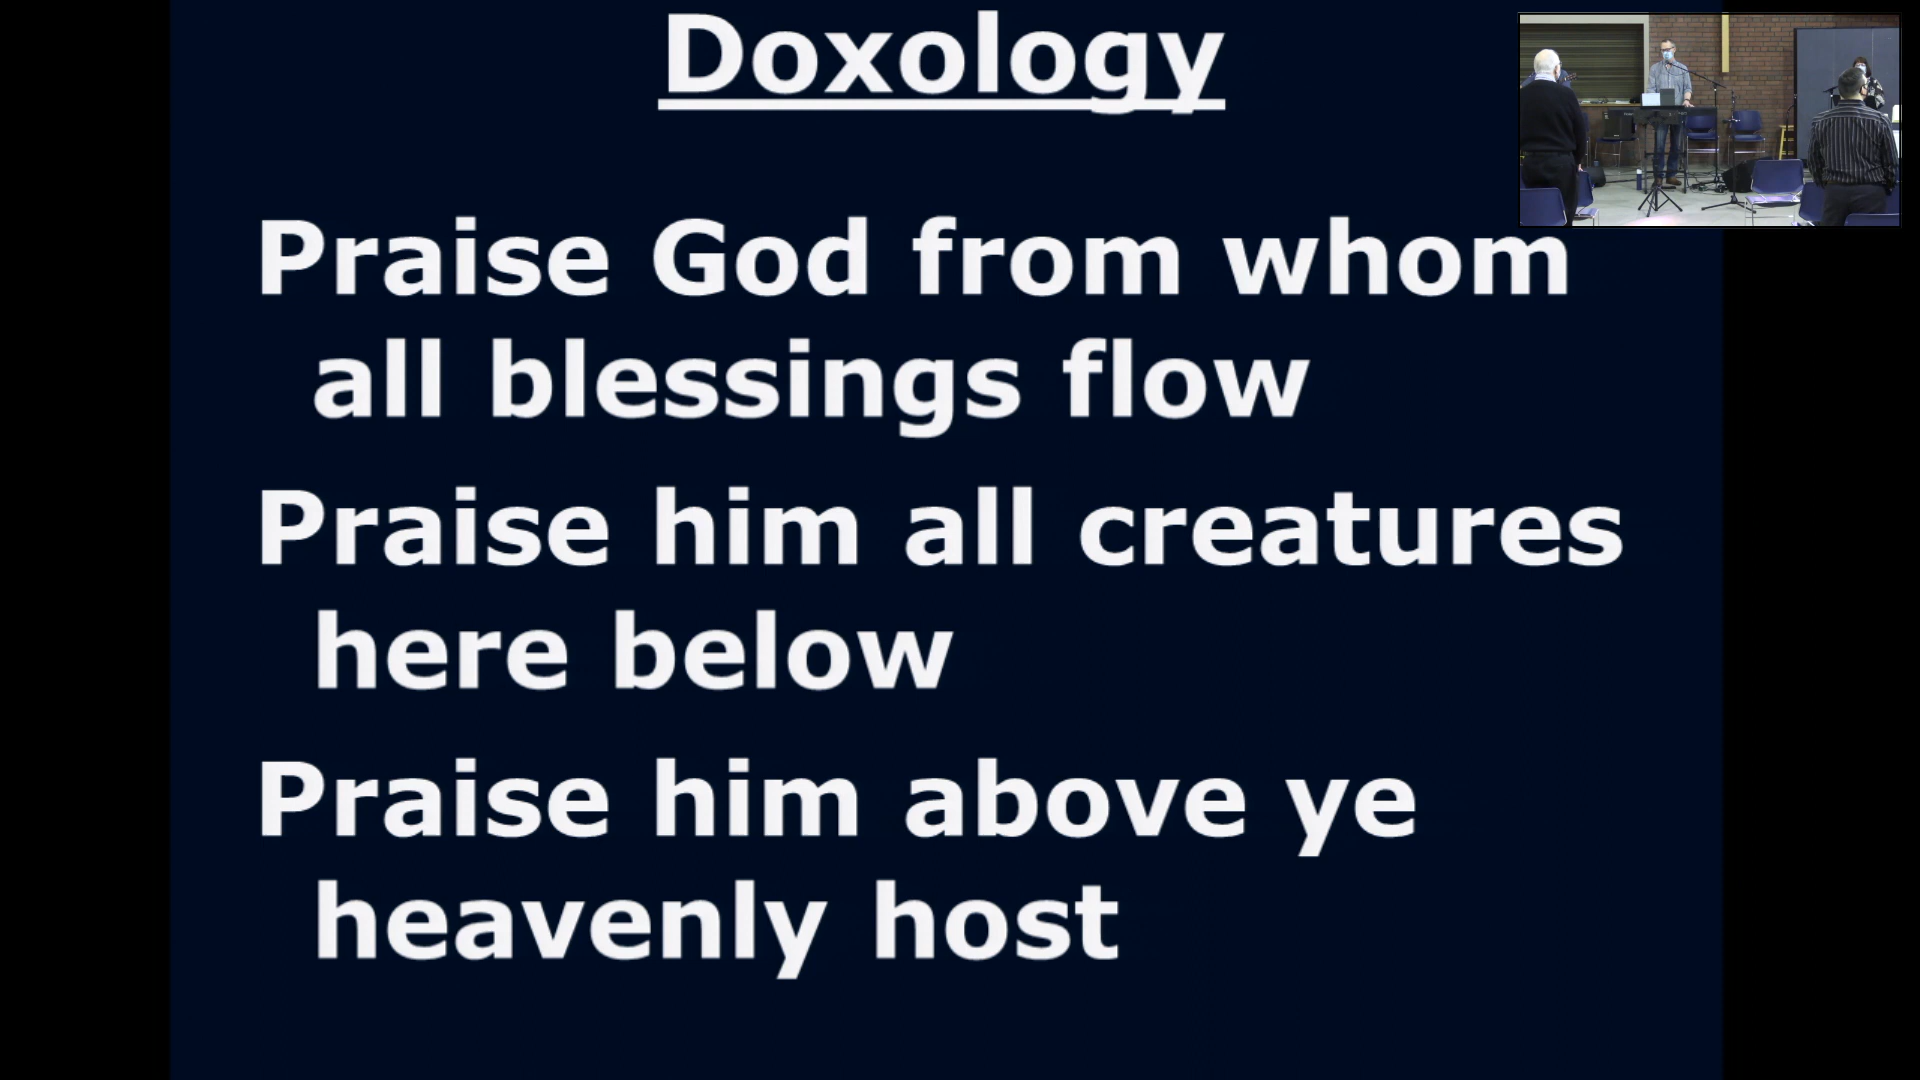 Doxology
Praise God from whom
all blessings flow
Praise him all creatures
here below
Praise him above ye
heavenly host